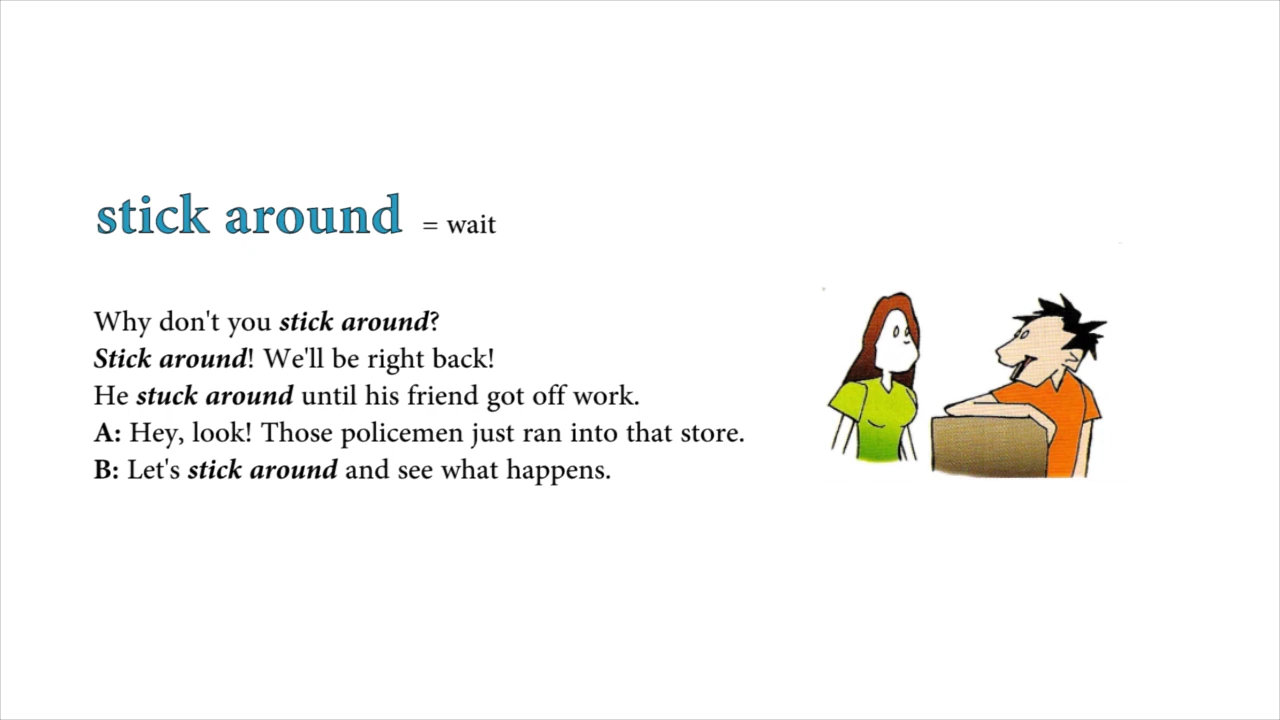 stick around = wait
Why don't you stick around?
Stick around! We'll be right back!
He stuck around until his friend got off work.
A: Hey, look! Those policemen just ran into that store.
B: Let's stick around and see what happens.